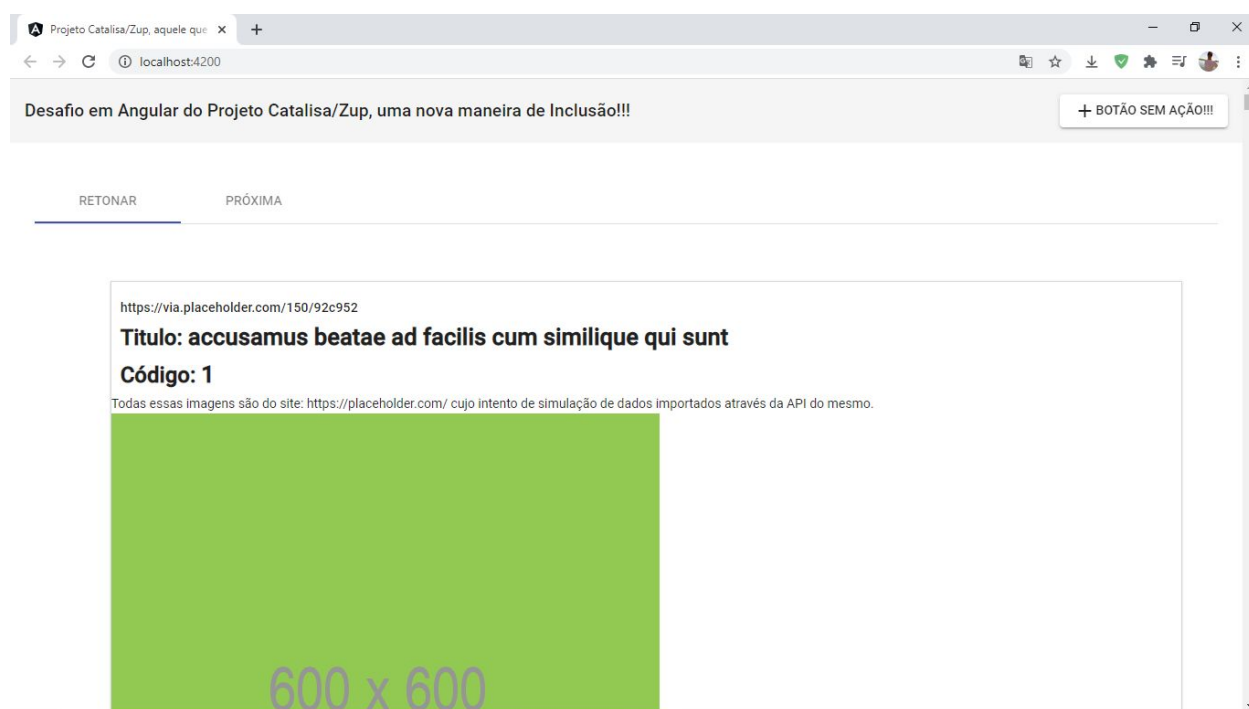 Projeto Catalisa/Zup, aquele que
localhost:4200
Desafio em Angular do Projeto Catalisa/Zup, uma nova maneira de Inclusão!!!
+ BOTÃO SEM AÇÃO!!!
RETONAR
PRÓXIMA
https://via.placeholder.com/150/92c952
Titulo: accusamus beatae ad facilis cum similique qui sunt
Código: 1
Todas essas imagens são do site: https://placeholder.com/ cujo intento de simulação de dados importados através da API do mesmo.
600 x 600